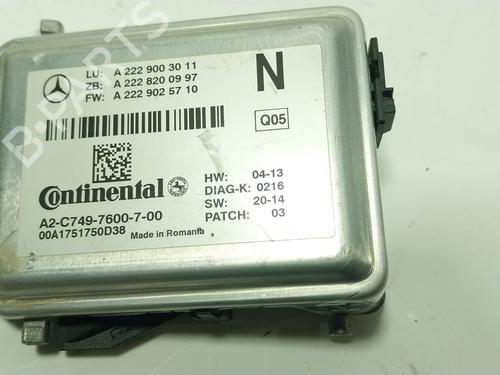 LU: A 222 900 30 11
ZB: A 222 820 09 97
FW: A 222 902 57 10
N
Q05
Continental
HW: 04-13
DIAG-K: 0216
SW: 20-14
PATCH: 03
A2-C749-7600-7-00
00A1751750D38 Made in Romania
B-PARTS